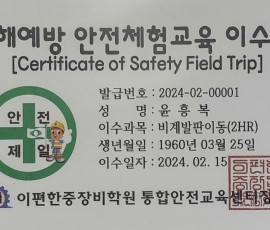 해예방 안전체험교육 이수
[Certificate of Safety Field Trip]
발급번호 : 2024-02-00001
성 명 : 윤흥복
이수과목 : 비계발판이동(2HR)
생년월일 : 1960년 03월 25일
이수일자 : 2024. 02. 15
안전
제일
이편한중장비학원 통합안전교육센터장